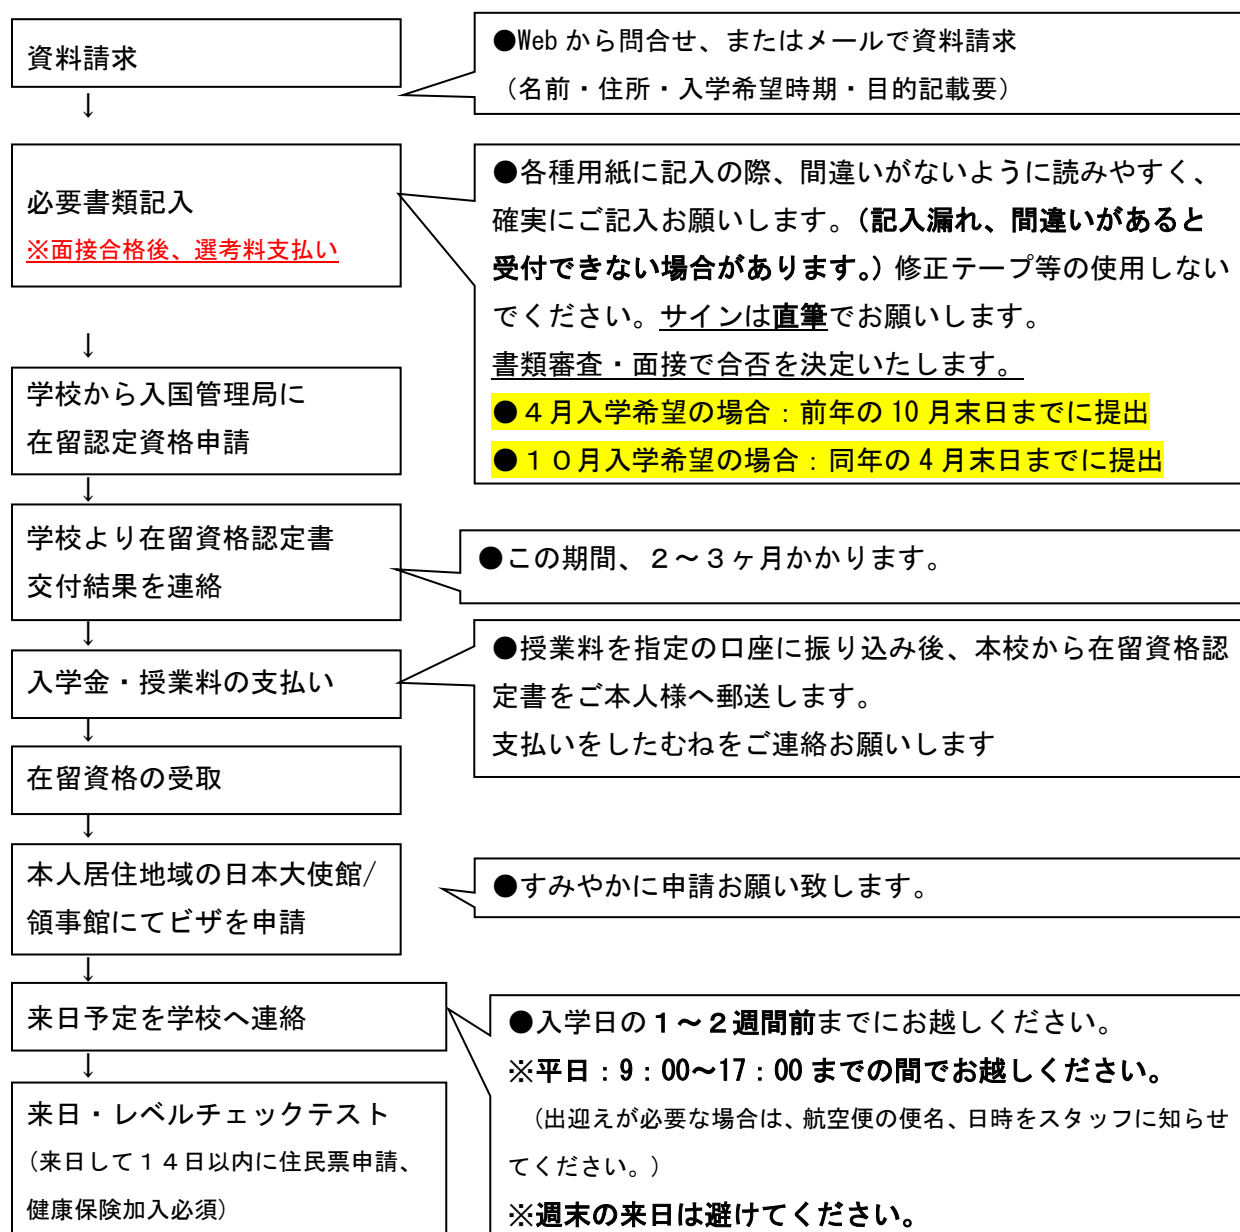 資料請求
●Web から問合せ、またはメールで資料請求
（名前・住所・入学希望時期・目的記載要）
↓
必要書類記入
※面接合格後、選考料支払い
●各種用紙に記入の際、間違いがないように読みやすく、
確実にご記入お願いします。（記入漏れ、間違いがあると
受付できない場合があります。）修正テープ等の使用しない
でください。サインは直筆でお願いします。
書類審査・面接で合否を決定いたします。
●４月入学希望の場合：前年の 10 月末日までに提出
●１０月入学希望の場合：同年の 4 月末日までに提出
↓
学校から入国管理局に
在留認定資格申請
↓
学校より在留資格認定書
交付結果を連絡
●この期間、２～３ヶ月かかります。
↓
入学金・授業料の支払い
●授業料を指定の口座に振り込み後、本校から在留資格認
定書をご本人様へ郵送します。
支払いをしたむねをご連絡お願いします
↓
在留資格の受取
↓
本人居住地域の日本大使館/
領事館にてビザを申請
●すみやかに申請お願い致します。
↓
来日予定を学校へ連絡
●入学日の１～２週間前までにお越しください。
※平日：9：00～17：00 までの間でお越しください。
（出迎えが必要な場合は、航空便の便名、日時をスタッフに知らせ
てください。）
※週末の来日は避けてください。
↓
来日・レベルチェックテスト
（来日して１４日以内に住民票申請、
健康保険加入必須）